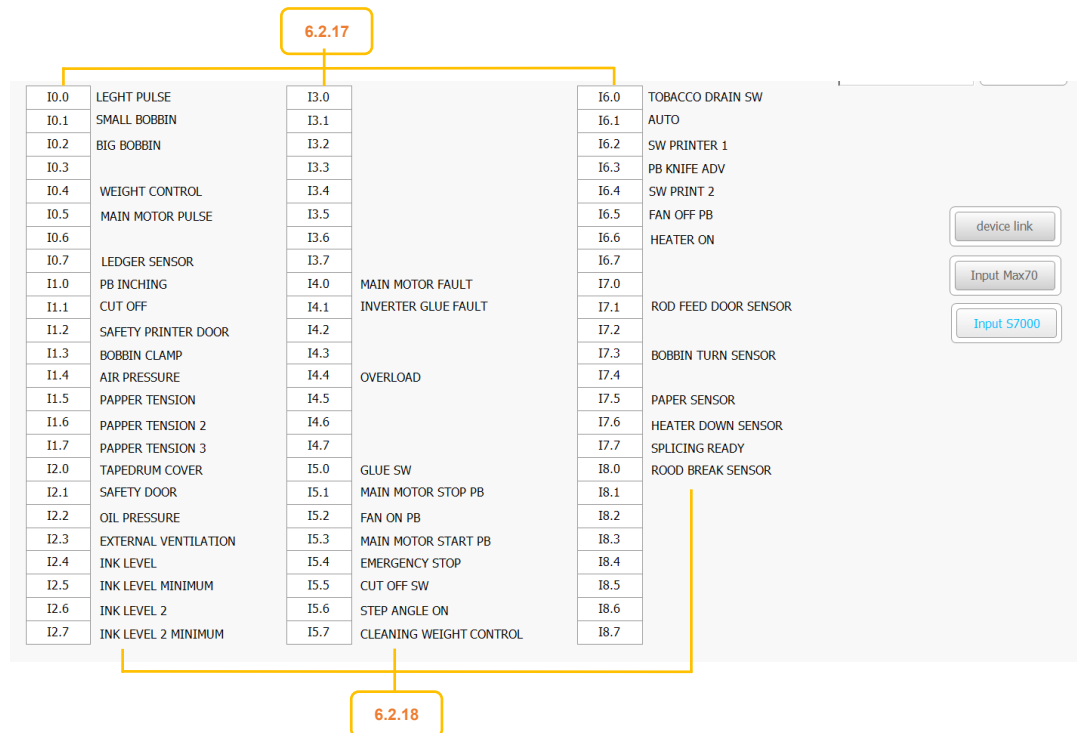 6.2.17
I0.0 LEGHT PULSE
I0.1 SMALL BOBBIN
I0.2 BIG BOBBIN
I0.3
I0.4 WEIGHT CONTROL
I0.5 MAIN MOTOR PULSE
I0.6
I0.7 LEDGER SENSOR
I1.0 PB INCHING
I1.1 CUT OFF
I1.2 SAFETY PRINTER DOOR
I1.3 BOBBIN CLAMP
I1.4 AIR PRESSURE
I1.5 PAPPER TENSION
I1.6 PAPPER TENSION 2
I1.7 PAPPER TENSION 3
I2.0 TAPEDRUM COVER
I2.1 SAFETY DOOR
I2.2 OIL PRESSURE
I2.3 EXTERNAL VENTILATION
I2.4 INK LEVEL
I2.5 INK LEVEL MINIMUM
I2.6 INK LEVEL 2
I2.7 INK LEVEL 2 MINIMUM
I3.0
I3.1
I3.2
I3.3
I3.4
I3.5
I3.6
I3.7
I4.0 MAIN MOTOR FAULT
I4.1 INVERTER GLUE FAULT
I4.2
I4.3
I4.4 OVERLOAD
I4.5
I4.6
I4.7
I5.0 GLUE SW
I5.1 MAIN MOTOR STOP PB
I5.2 FAN ON PB
I5.3 MAIN MOTOR START PB
I5.4 EMERGENCY STOP
I5.5 CUT OFF SW
I5.6 STEP ANGLE ON
I5.7 CLEANING WEIGHT CONTROL
I6.0 TOBACCO DRAIN SW
I6.1 AUTO
I6.2 SW PRINTER 1
I6.3 PB KNIFE ADV
I6.4 SW PRINT 2
I6.5 FAN OFF PB
I6.6 HEATER ON
I6.7
I7.0
I7.1 ROD FEED DOOR SENSOR
I7.2
I7.3 BOBBIN TURN SENSOR
I7.4
I7.5 PAPER SENSOR
I7.6 HEATER DOWN SENSOR
I7.7 SPLICING READY
I8.0 ROOD BREAK SENSOR
I8.1
I8.2
I8.3
I8.4
I8.5
I8.6
I8.7
device link
Input Max70
Input S7000
6.2.18